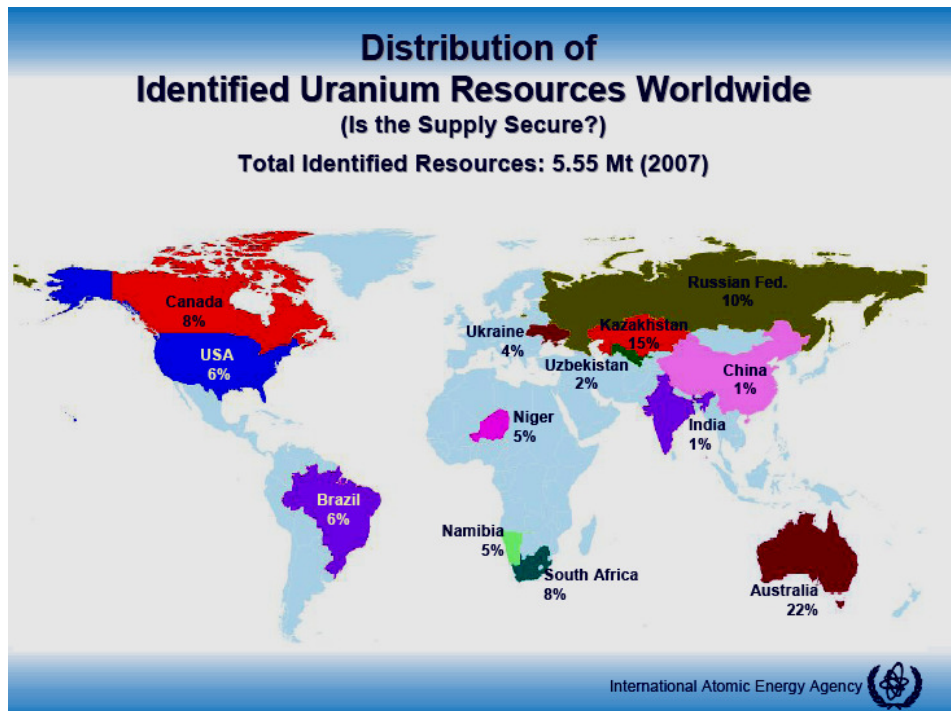 Distribution of
Identified Uranium Resources Worldwide
(Is the Supply Secure?)
Total Identified Resources: 5.55 Mt (2007)
Canada
8%
USA
6%
Brazil
6%
Ukraine
4%
Russian Fed.
10%
Kazakhstan
15%
Uzbekistan
2%
China
1%
India
1%
Niger
5%
Namibia
5%
South Africa
8%
Australia
22%
International Atomic Energy Agency